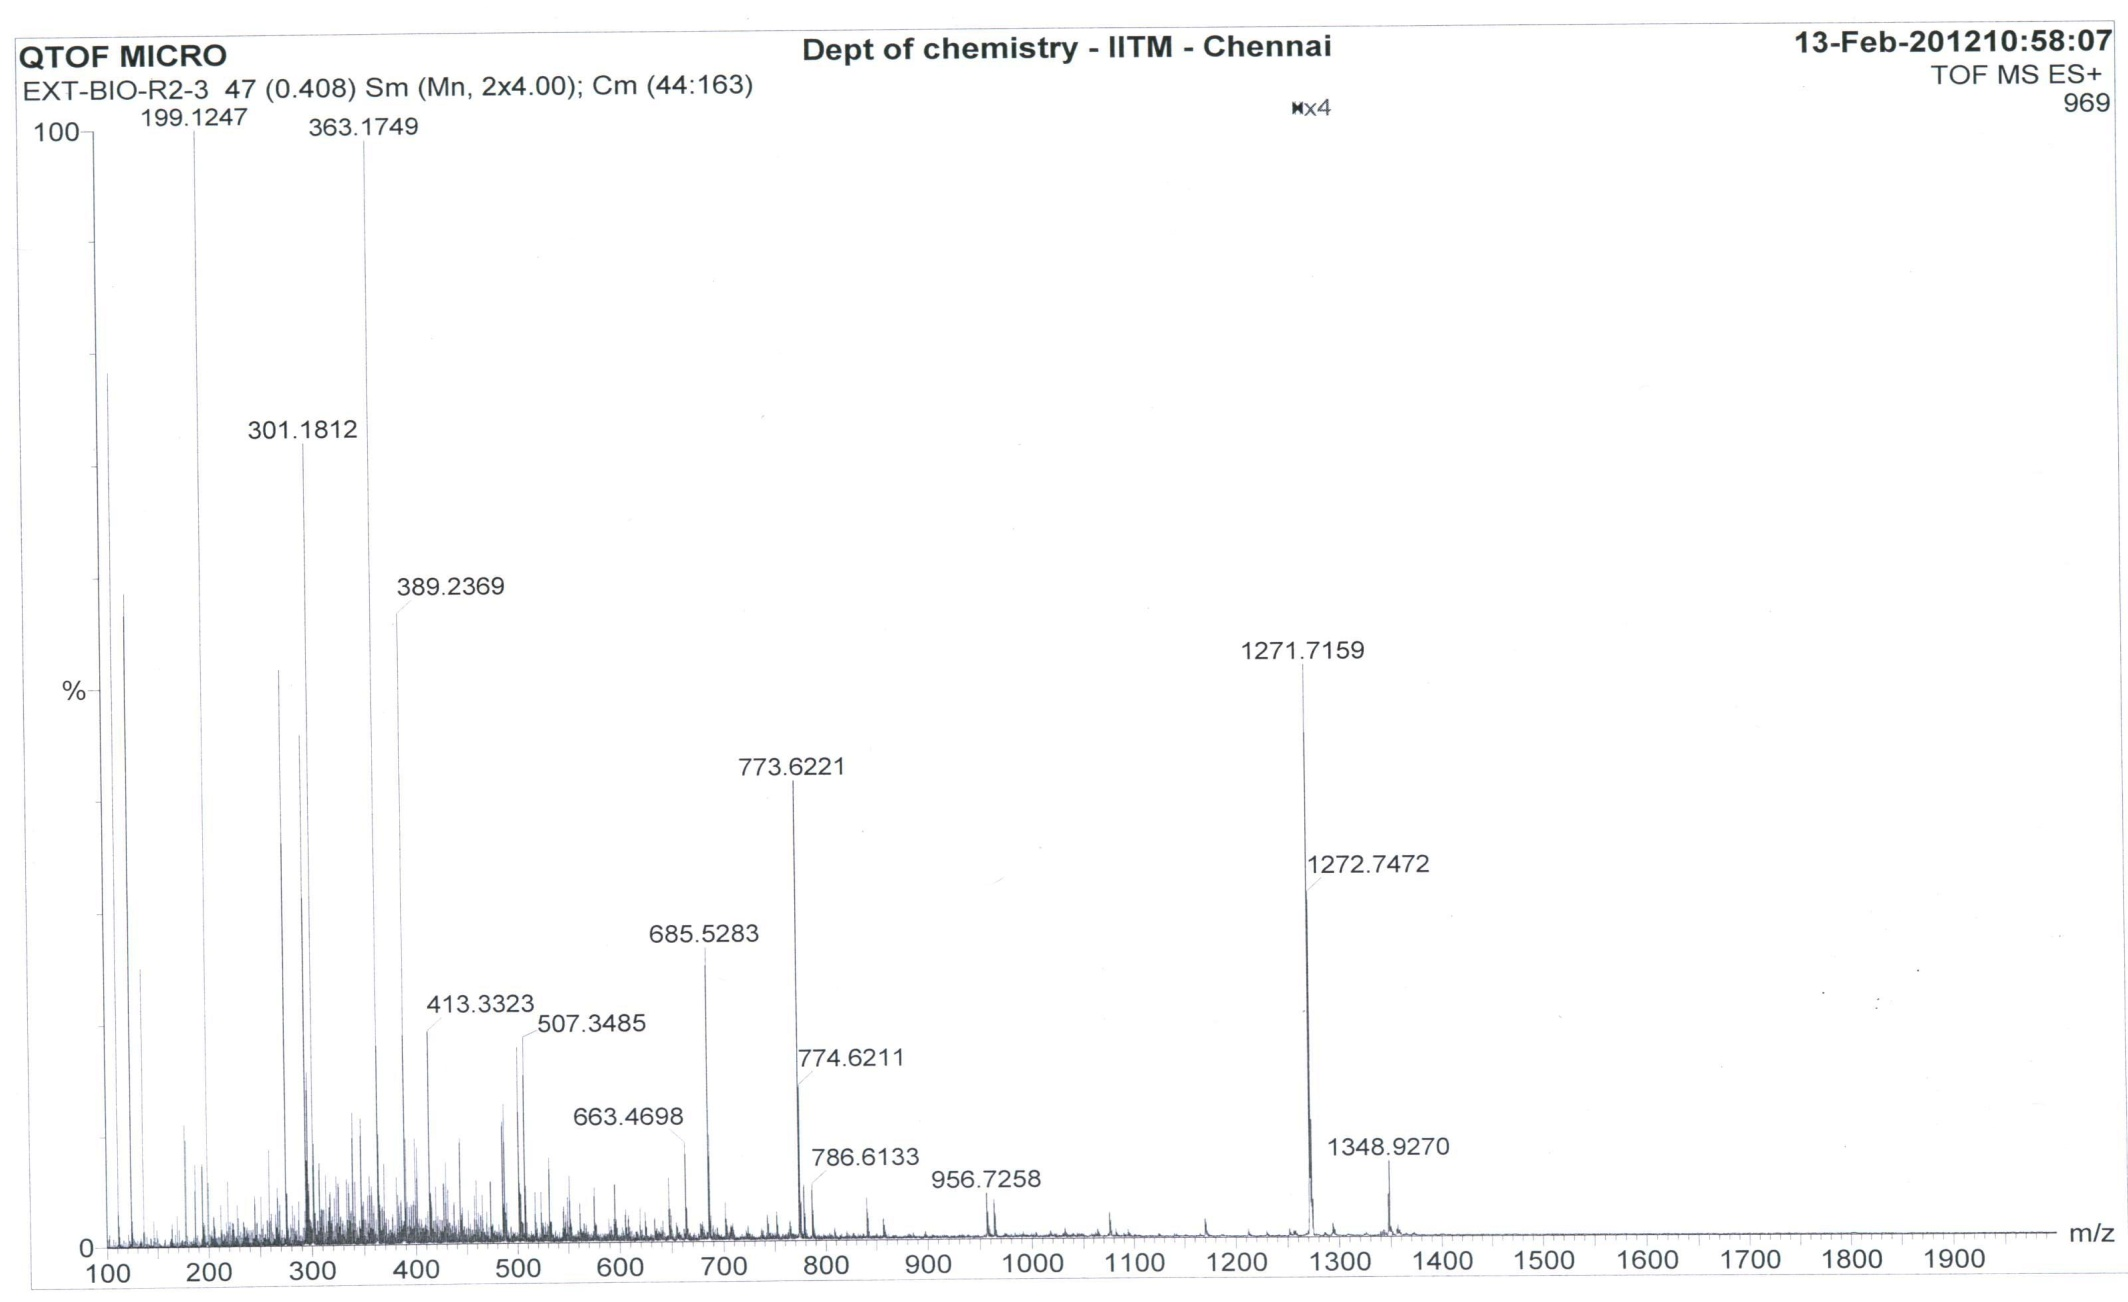 QTOF MICRO
Dept of chemistry - IITM - Chennai
13-Feb-201210:58:07
EXT-BIO-R2-3 47 (0.408) Sm (Mn, 2x4.00); Cm (44:163)
TOF MS ES+
969
x4
199.1247
363.1749
100
301.1812
389.2369
1271.7159
%
773.6221
1272.7472
685.5283
413.3323
507.3485
774.6211
663.4698
786.6133
1348.9270
956.7258
0
m/z
100 200 300 400 500 600 700 800 900 1000 1100 1200 1300 1400 1500 1600 1700 1800 1900